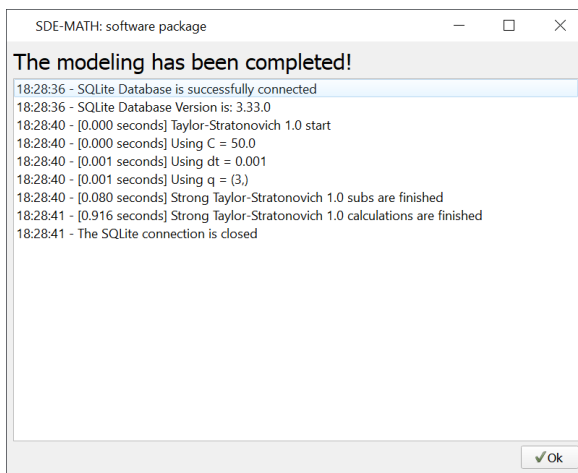 SDE-MATH: software package
The modeling has been completed!
18:28:36 - SQLite Database is successfully connected
18:28:36 - SQLite Database Version is: 3.33.0
18:28:40 - [0.000 seconds] Taylor-Stratonovich 1.0 start
18:28:40 - [0.000 seconds] Using C = 50.0
18:28:40 - [0.001 seconds] Using dt = 0.001
18:28:40 - [0.001 seconds] Using q = (3,)
18:28:40 - [0.080 seconds] Strong Taylor-Stratonovich 1.0 subs are finished
18:28:41 - [0.916 seconds] Strong Taylor-Stratonovich 1.0 calculations are finished
18:28:41 - The SQLite connection is closed
Ok